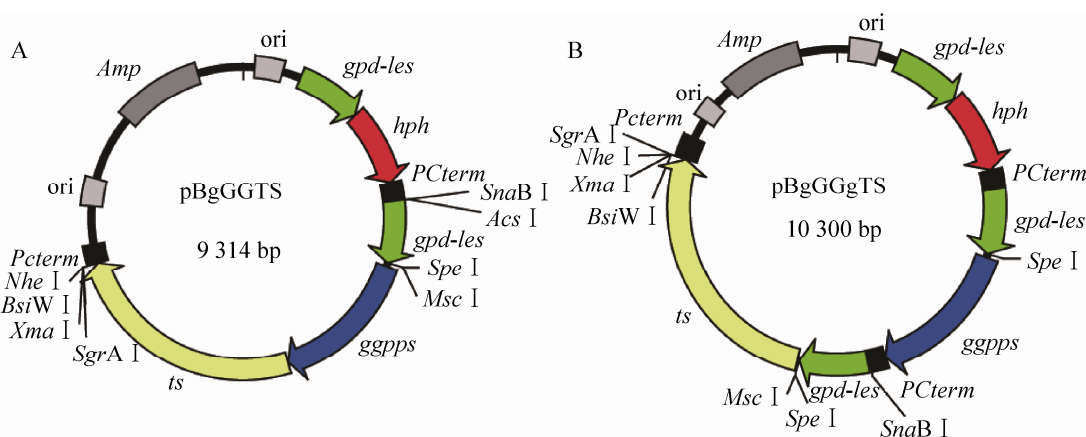 A
ori
gpd-les
Amp
hph
PCterm
SnaB Ⅰ
Acs Ⅰ
gpd-les
Spe Ⅰ
Msc Ⅰ
ggpps
ts
SgrA Ⅰ
Xma Ⅰ
BsiW Ⅰ
Nhe Ⅰ
Pcterm
ori
pBgGGTS
9 314 bp
B
ori
gpd-les
Amp
hph
PCterm
gpd-les
Spe Ⅰ
ggpps
PCterm
SnaB Ⅰ
gpd-les
Spe Ⅰ
Msc Ⅰ
ts
BsiW Ⅰ
Xma Ⅰ
Nhe Ⅰ
SgrA Ⅰ
Pcterm
ori
pBgGGgTS
10 300 bp